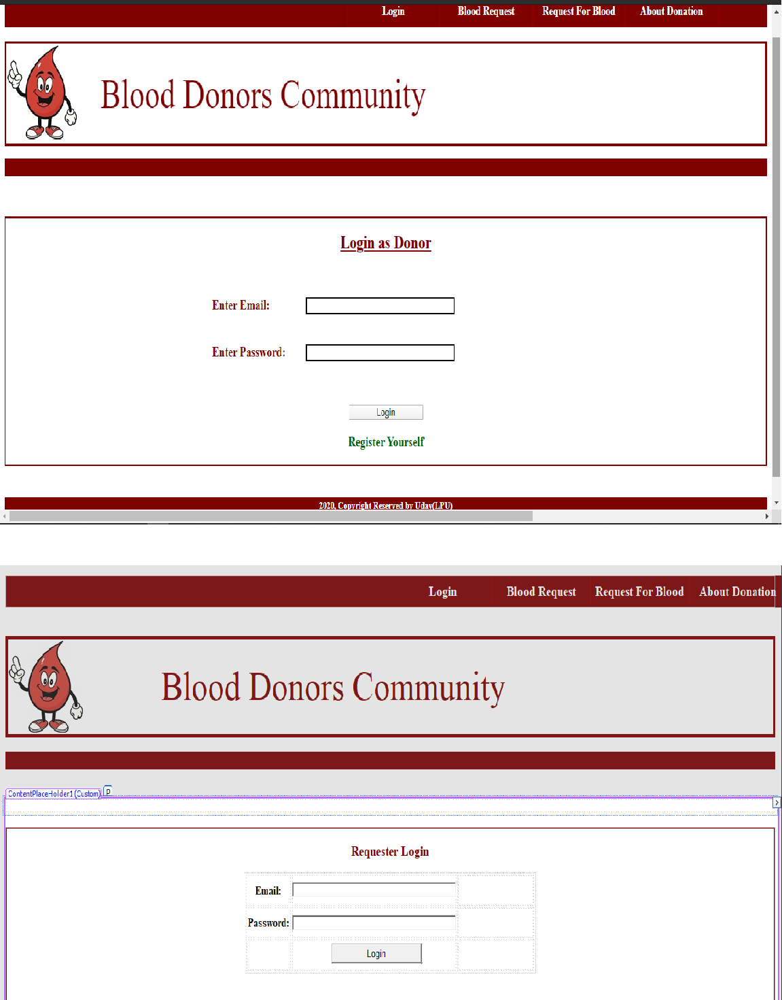 Login Blood Request Request For Blood About Donation
Blood Donors Community
Login as Donor
Enter Email:
Enter Password:
Login
Register Yourself
2020, Copyright Reserved by Uday(LPU)
Login Blood Request Request For Blood About Donation
Blood Donors Community
ContentPlaceHolder1 (Custom) p
Requester Login
Email:
Password:
Login